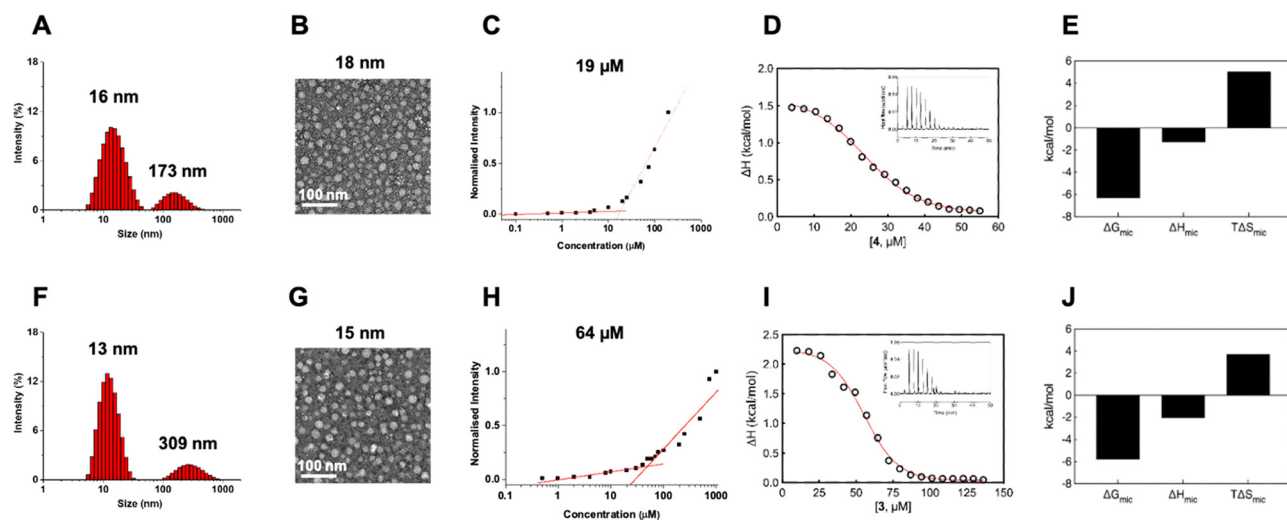 A
Intensity (%)
18
12
6
0
16 nm
173 nm
1 10 100 1000
Size (nm)
B
18 nm
100 nm
C
19 µM
Normalised Intensity
1.0
0.5
0.0
0.1 1 10 100 1000
Concentration (µM)
D
ΔH (kcal/mol)
2.0
1.5
1.0
0.5
0.0
0 10 20 30 40 50 60
[4, µM]
Time (min)
E
kcal/mol
6
4
2
0
-2
-4
-6
-8
ΔGmic ΔHmic TΔSmic
F
Intensity (%)
18
12
6
0
13 nm
309 nm
1 10 100 1000
Size (nm)
G
15 nm
100 nm
H
64 µM
Normalised Intensity
1.0
0.5
0.0
0.1 1 10 100 1000
Concentration (µM)
I
ΔH (kcal/mol)
2.5
2.0
1.5
1.0
0.5
0.0
0 25 50 75 100 125 150
[3, µM]
Time (min)
J
kcal/mol
6
4
2
0
-2
-4
-6
-8
ΔGmic ΔHmic TΔSmic